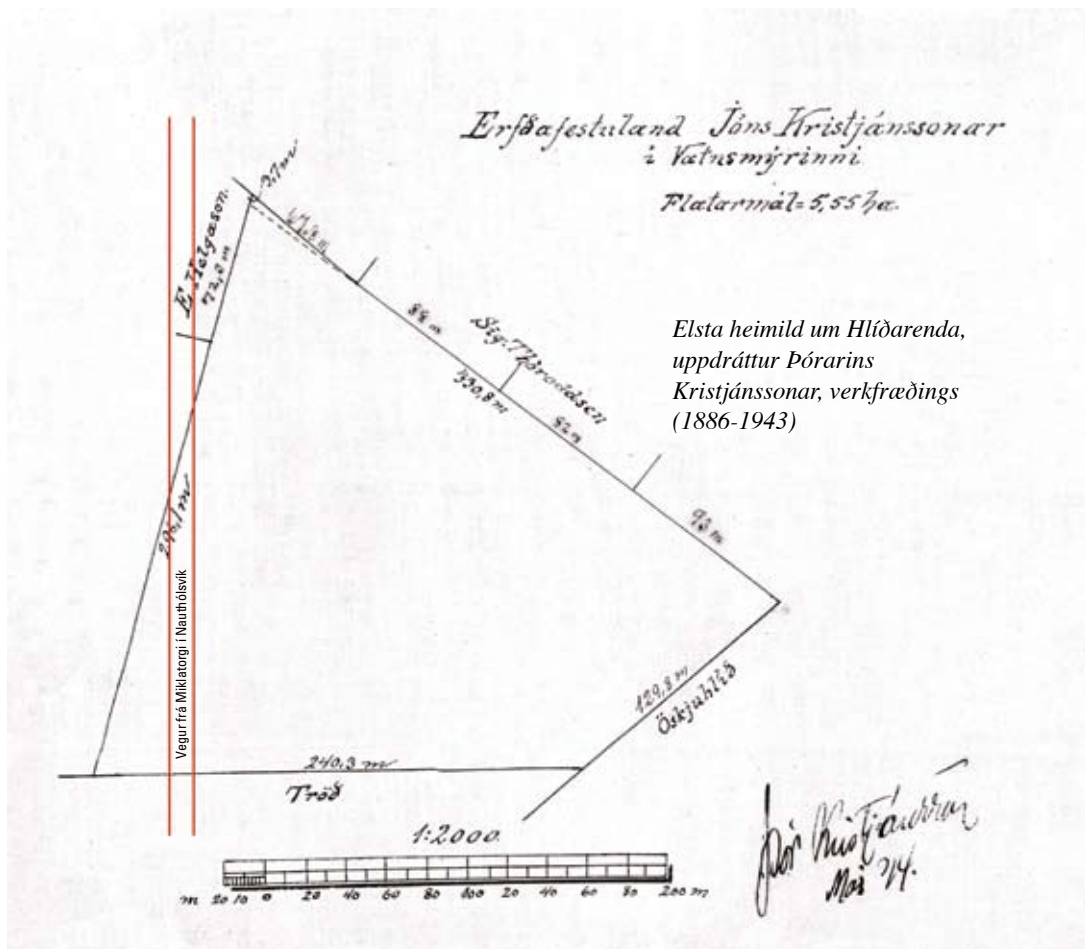 Erfðafestuland Jóns Kristjánssonar
í Vatnsmýrinni
Flatarmál = 5,55 ha.
E. Helgason.
72,8 m
88 m
Sig. Thoroddsen
330,8 m
82 m
Elsta heimild um Hlíðarenda,
uppdráttur Þórarins
Kristjánssonar, verkfræðings
(1886-1943)
93 m
Vegur frá Miklatorgi í Nauthólsvík
129,8 m
Öskjuhlíð
240,3 m
Tröð
1:2000.
m 20 10 0 20 40 60 80 100 20 40 60 80 200 m
Þór. Kristjánsson